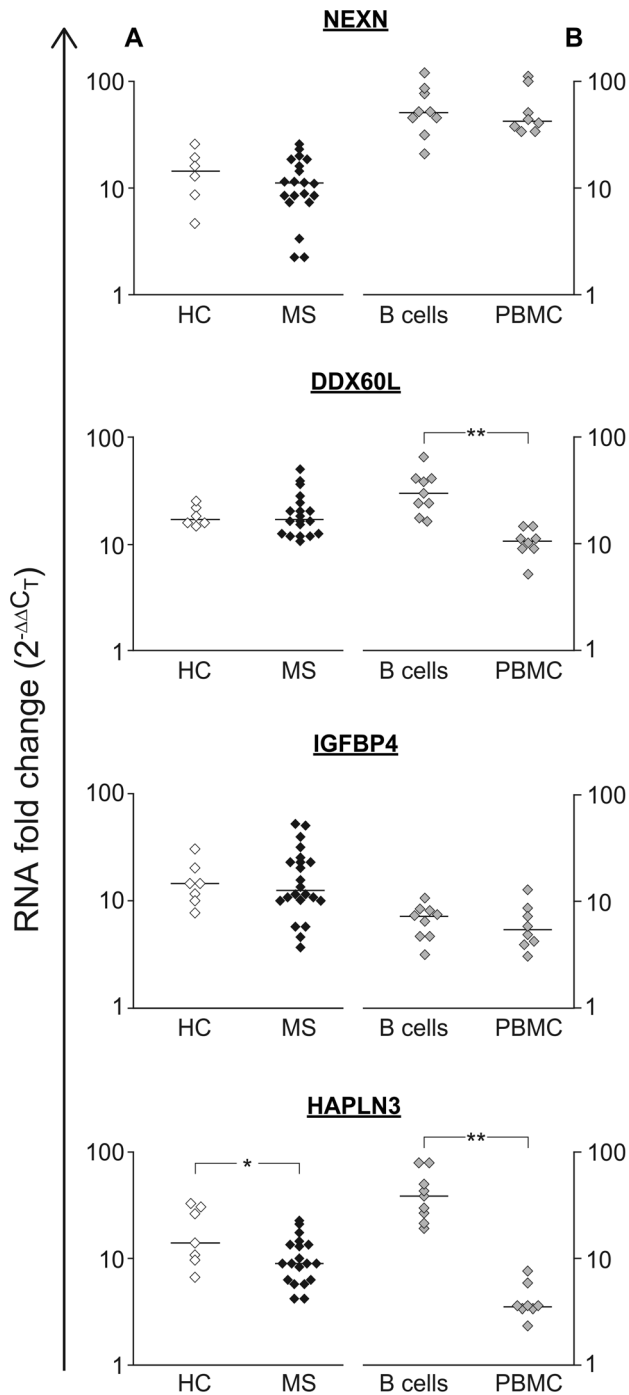 NEXN
A B
100 100
10 10
1 1
HC MS B cells PBMC
DDX60L
**
100 100
10 10
1 1
HC MS B cells PBMC
IGFBP4
100 100
10 10
1 1
HC MS B cells PBMC
HAPLN3
* **
100 100
10 10
1 1
HC MS B cells PBMC
RNA fold change (2-ΔΔCT)